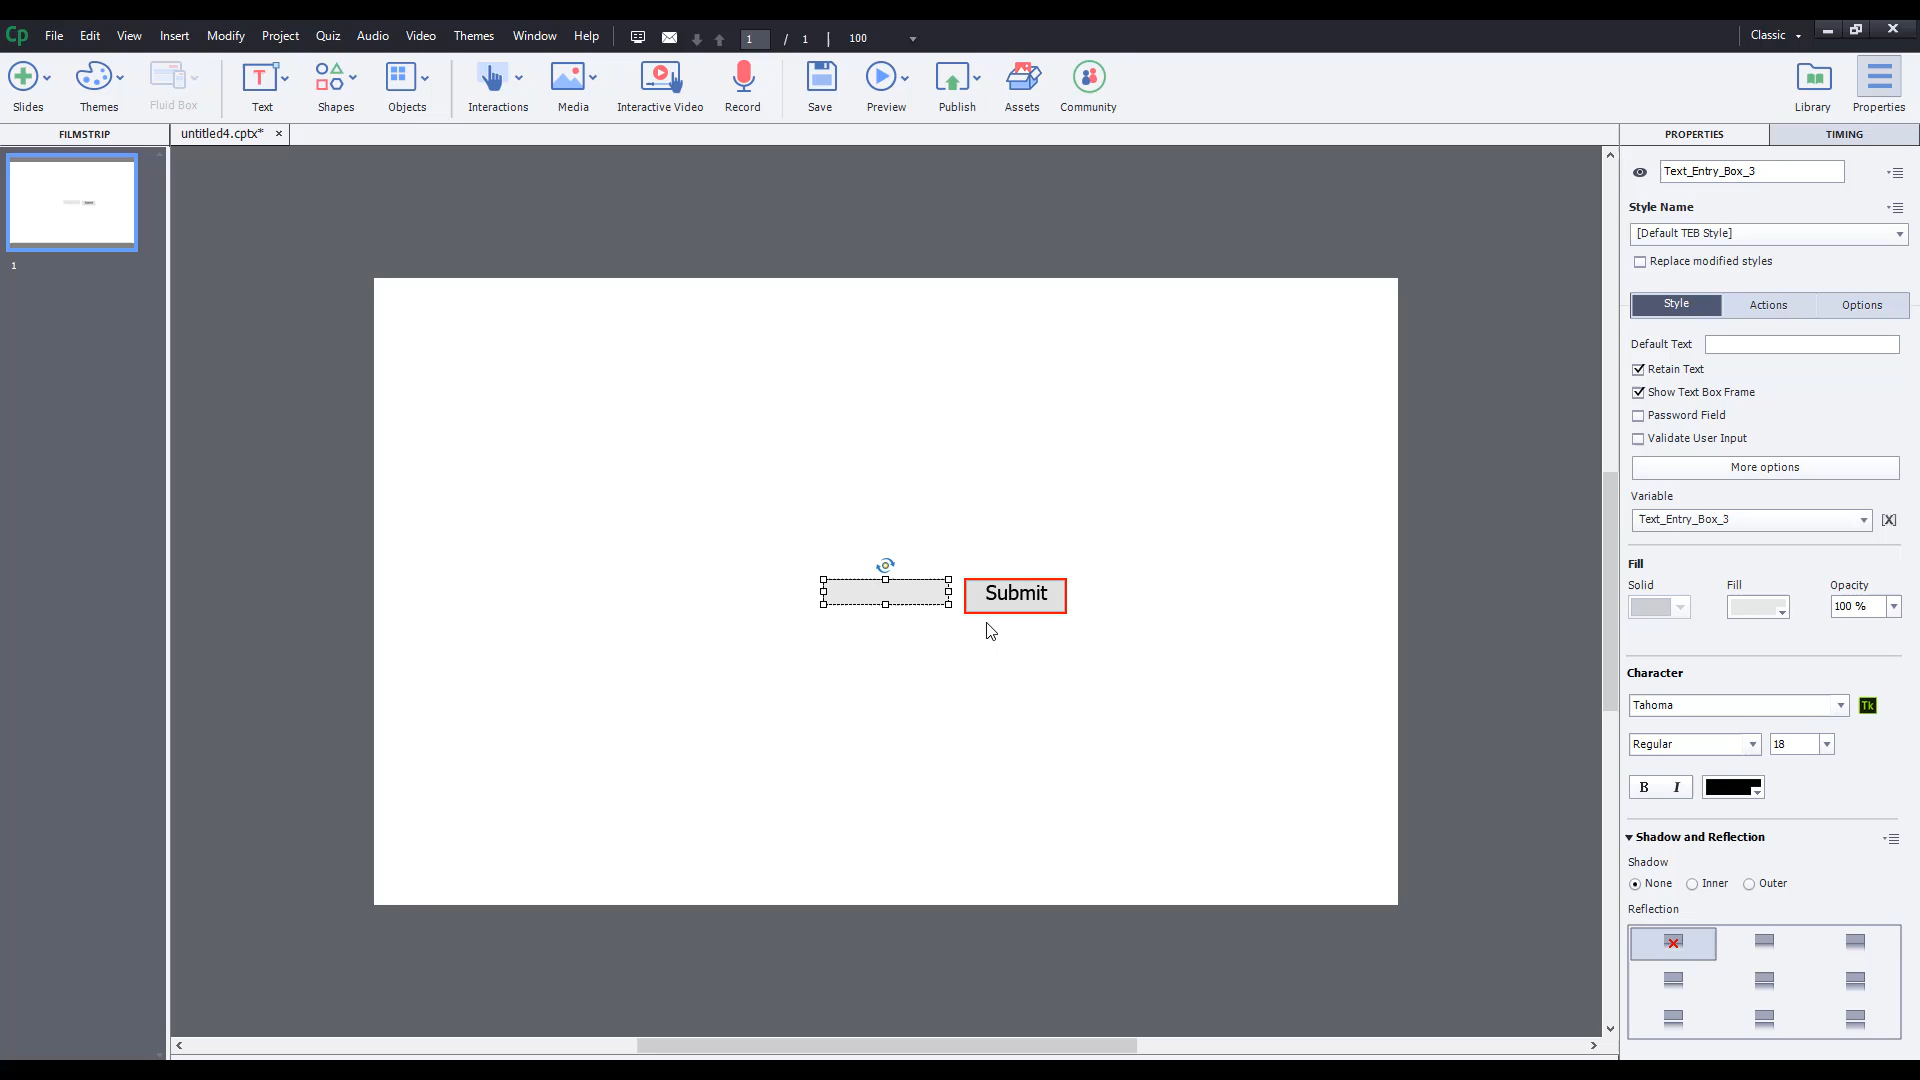 Cp File Edit View Insert Modify Project Quiz Audio Video Themes Window Help 1 / 1 | 100 Classic
Slides Themes Fluid Box Text Shapes Objects Interactions Media Interactive Video Record Save Preview Publish Assets Community Library Properties
FILMSTRIP untitled4.cptx* × PROPERTIES TIMING
Text_Entry_Box_3
Style Name
[Default TEB Style]
Replace modified styles
1
Style Actions Options
Default Text
Retain Text
Show Text Box Frame
Password Field
Validate User Input
More options
Variable
Text_Entry_Box_3 [X]
Fill
Solid Fill Opacity
100 %
Submit
Character
Tahoma Tk
Regular 18
B I
Shadow and Reflection
Shadow
None Inner Outer
Reflection